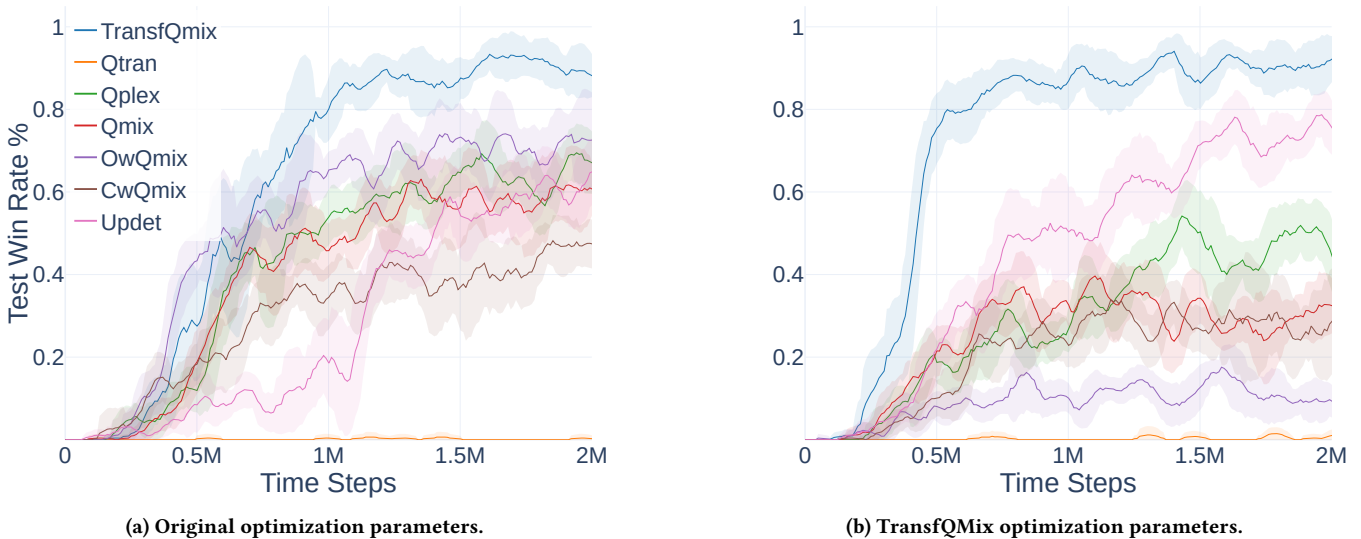 1
0.8
0.6
0.4
0.2
Test Win Rate %
TransfQmix
Qtran
Qplex
Qmix
OwQmix
CwQmix
Updet
0 0.5M 1M 1.5M 2M
Time Steps
(a) Original optimization parameters.
1
0.8
0.6
0.4
0.2
0 0.5M 1M 1.5M 2M
Time Steps
(b) TransfQMix optimization parameters.